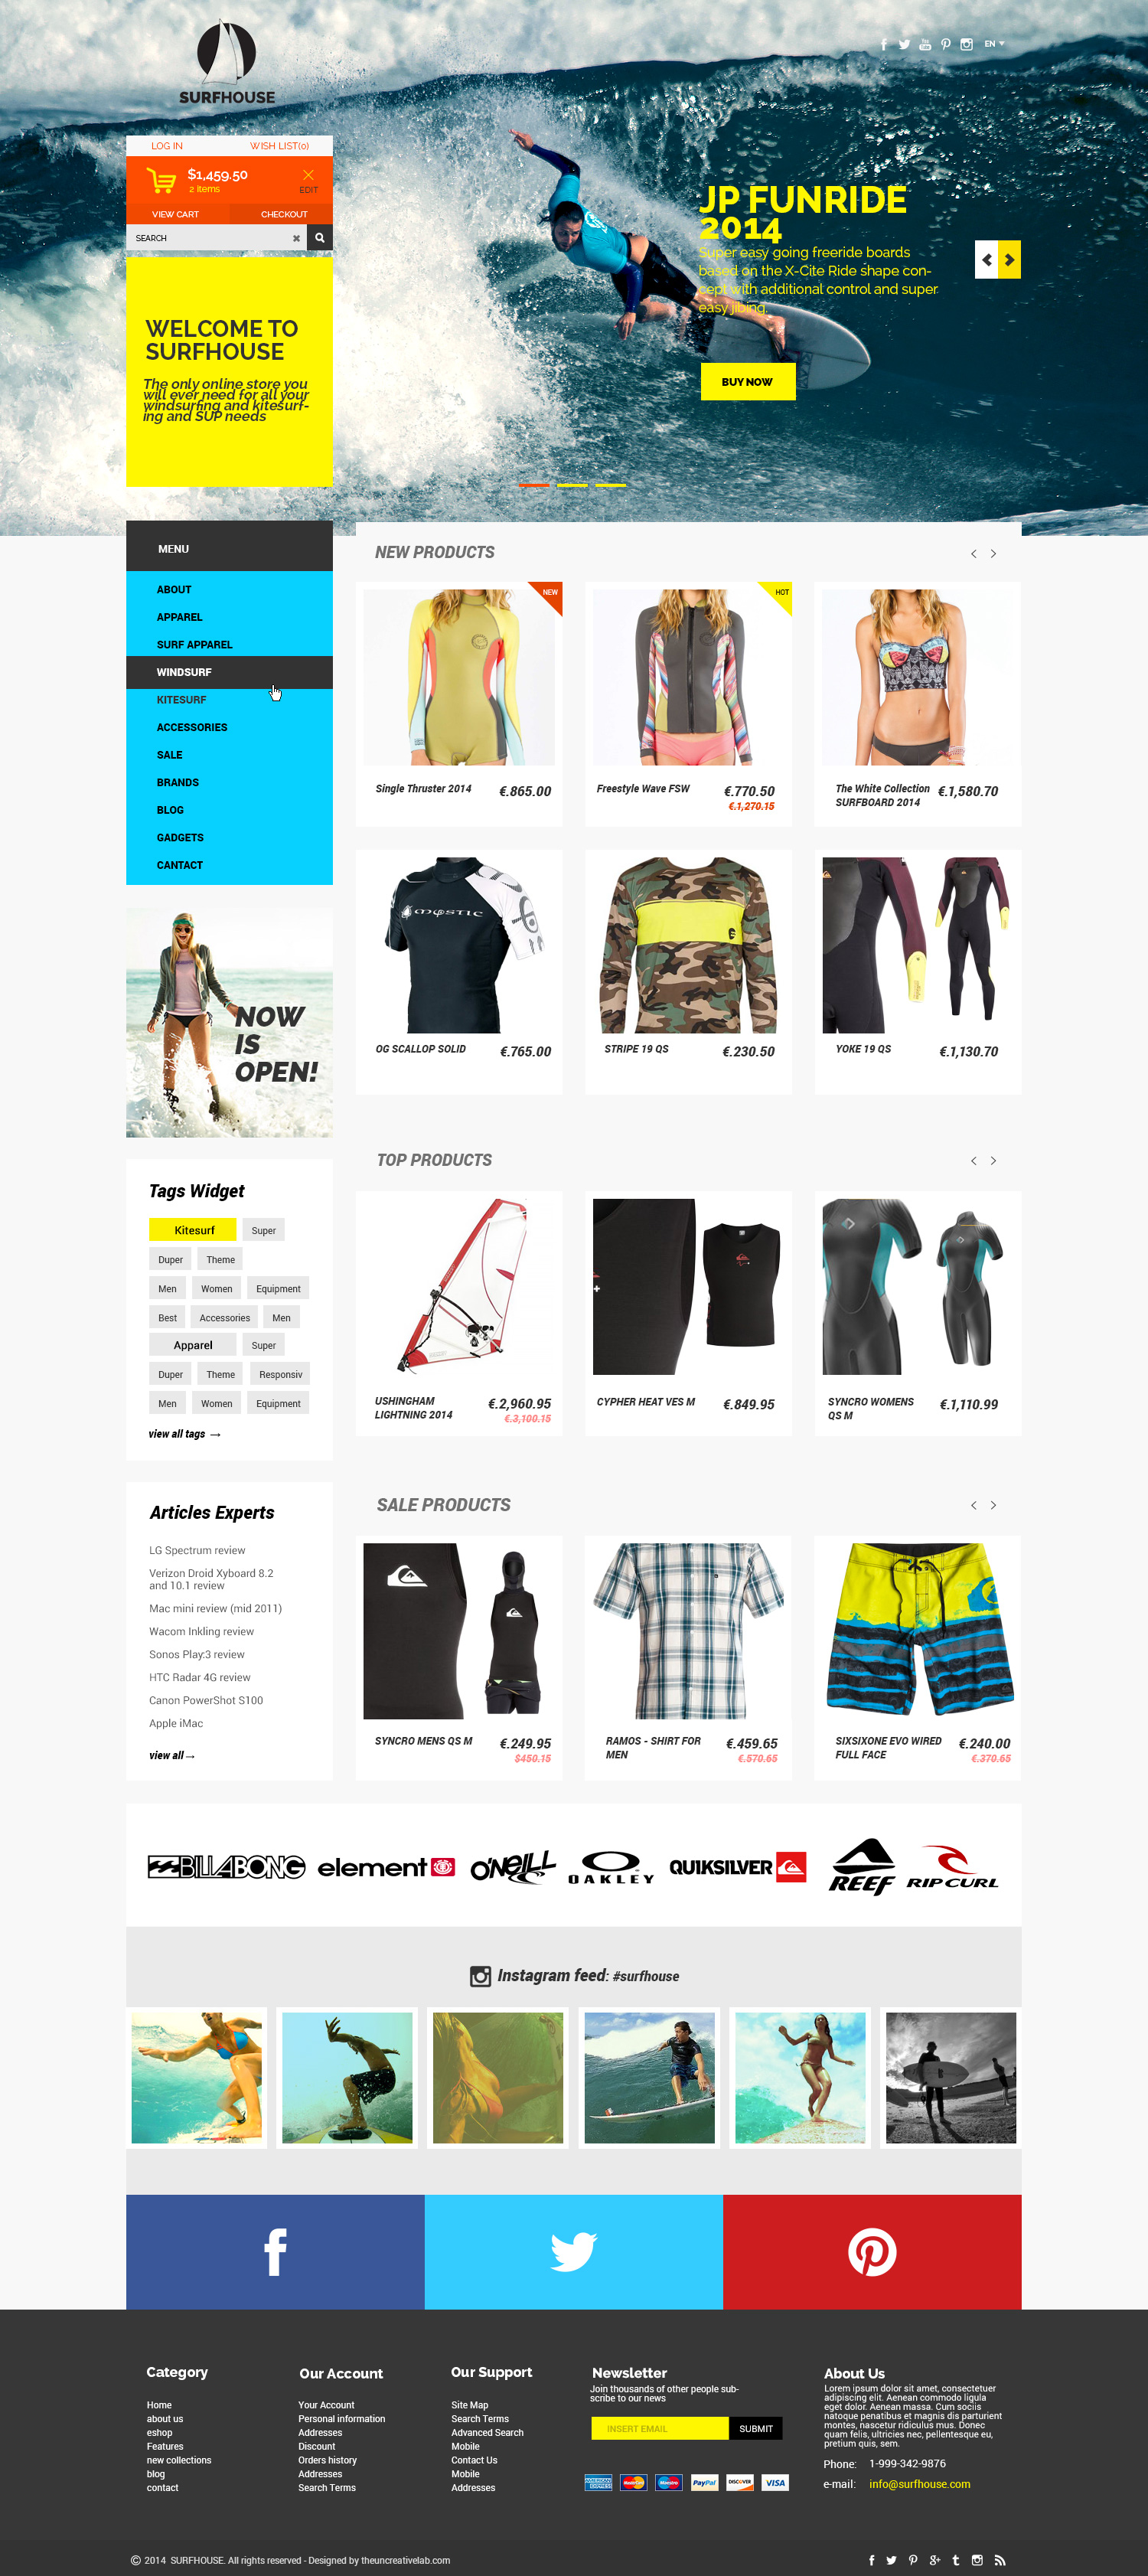 EN
SURFHOUSE
LOG IN
WISH LIST(0)
$1,459.50
2 items
EDIT
VIEW CART
CHECKOUT
SEARCH
WELCOME TO
SURFHOUSE
The only online store you
will ever need for all your
windsurfing and kitesurf-
ing and SUP needs
JP FUNRIDE
2014
Super easy going freeride boards
based on the X-Cite Ride shape con-
cept with additional control and super
easy jibing.
BUY NOW
MENU
ABOUT
APPAREL
SURF APPAREL
WINDSURF
KITESURF
ACCESSORIES
SALE
BRANDS
BLOG
GADGETS
CANTACT
NOW
IS
OPEN!
Tags Widget
Kitesurf Super
Duper Theme
Men Women Equipment
Best Accessories Men
Apparel Super
Duper Theme Responsiv
Men Women Equipment
view all tags →
Articles Experts
LG Spectrum review
Verizon Droid Xyboard 8.2
and 10.1 review
Mac mini review (mid 2011)
Wacom Inkling review
Sonos Play:3 review
HTC Radar 4G review
Canon PowerShot S100
Apple iMac
view all→
NEW PRODUCTS
NEW
Single Thruster 2014
€.865.00
HOT
Freestyle Wave FSW
€.770.50
€.1,270.15
The White Collection
SURFBOARD 2014
€.1,580.70
mystic
OG SCALLOP SOLID
€.765.00
STRIPE 19 QS
€.230.50
YOKE 19 QS
€.1,130.70
TOP PRODUCTS
USHINGHAM
LIGHTNING 2014
€.2,960.95
€.3,100.15
CYPHER HEAT VES M
€.849.95
SYNCRO WOMENS
QS M
€.1,110.99
SALE PRODUCTS
SYNCRO MENS QS M
€.249.95
$450.15
RAMOS - SHIRT FOR
MEN
€.459.65
€.570.65
SIXSIXONE EVO WIRED
FULL FACE
€.240.00
€.370.65
BILLABONG
element
O'NEILL
OAKLEY
QUIKSILVER
REEF
RIP CURL
Instagram feed: #surfhouse
Category
Home
about us
eshop
Features
new collections
blog
contact
Our Account
Your Account
Personal information
Addresses
Discount
Orders history
Addresses
Search Terms
Our Support
Site Map
Search Terms
Advanced Search
Mobile
Contact Us
Mobile
Addresses
Newsletter
Join thousands of other people sub-
scribe to our news
INSERT EMAIL
SUBMIT
AMERICAN EXPRESS
MasterCard
Maestro
PayPal
DISCOVER
VISA
About Us
Lorem ipsum dolor sit amet, consectetuer
adipiscing elit. Aenean commodo ligula
eget dolor. Aenean massa. Cum sociis
natoque penatibus et magnis dis parturient
montes, nascetur ridiculus mus. Donec
quam felis, ultricies nec, pellentesque eu,
pretium quis, sem.
Phone: 1-999-342-9876
e-mail: info@surfhouse.com
© 2014 SURFHOUSE. All rights reserved - Designed by theuncreativelab.com